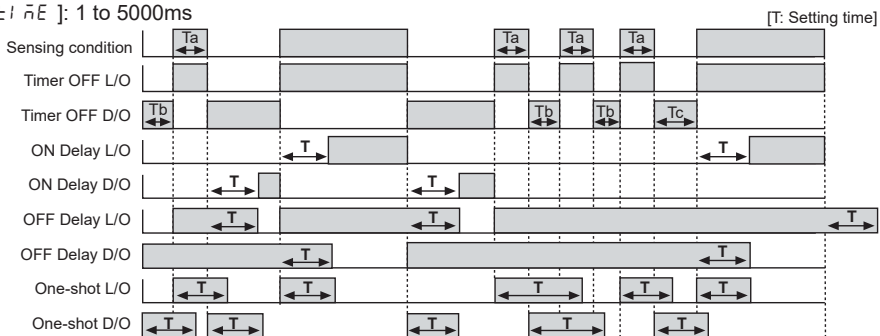 ]: 1 to 5000ms
[T: Setting time]
Sensing condition Ta Ta Ta Ta
Timer OFF L/O
Timer OFF D/O Tb Tb Tb Tc
ON Delay L/O T T
ON Delay D/O T T
OFF Delay L/O T T T
OFF Delay D/O T T
One-shot L/O T T T T T
One-shot D/O T T T T T